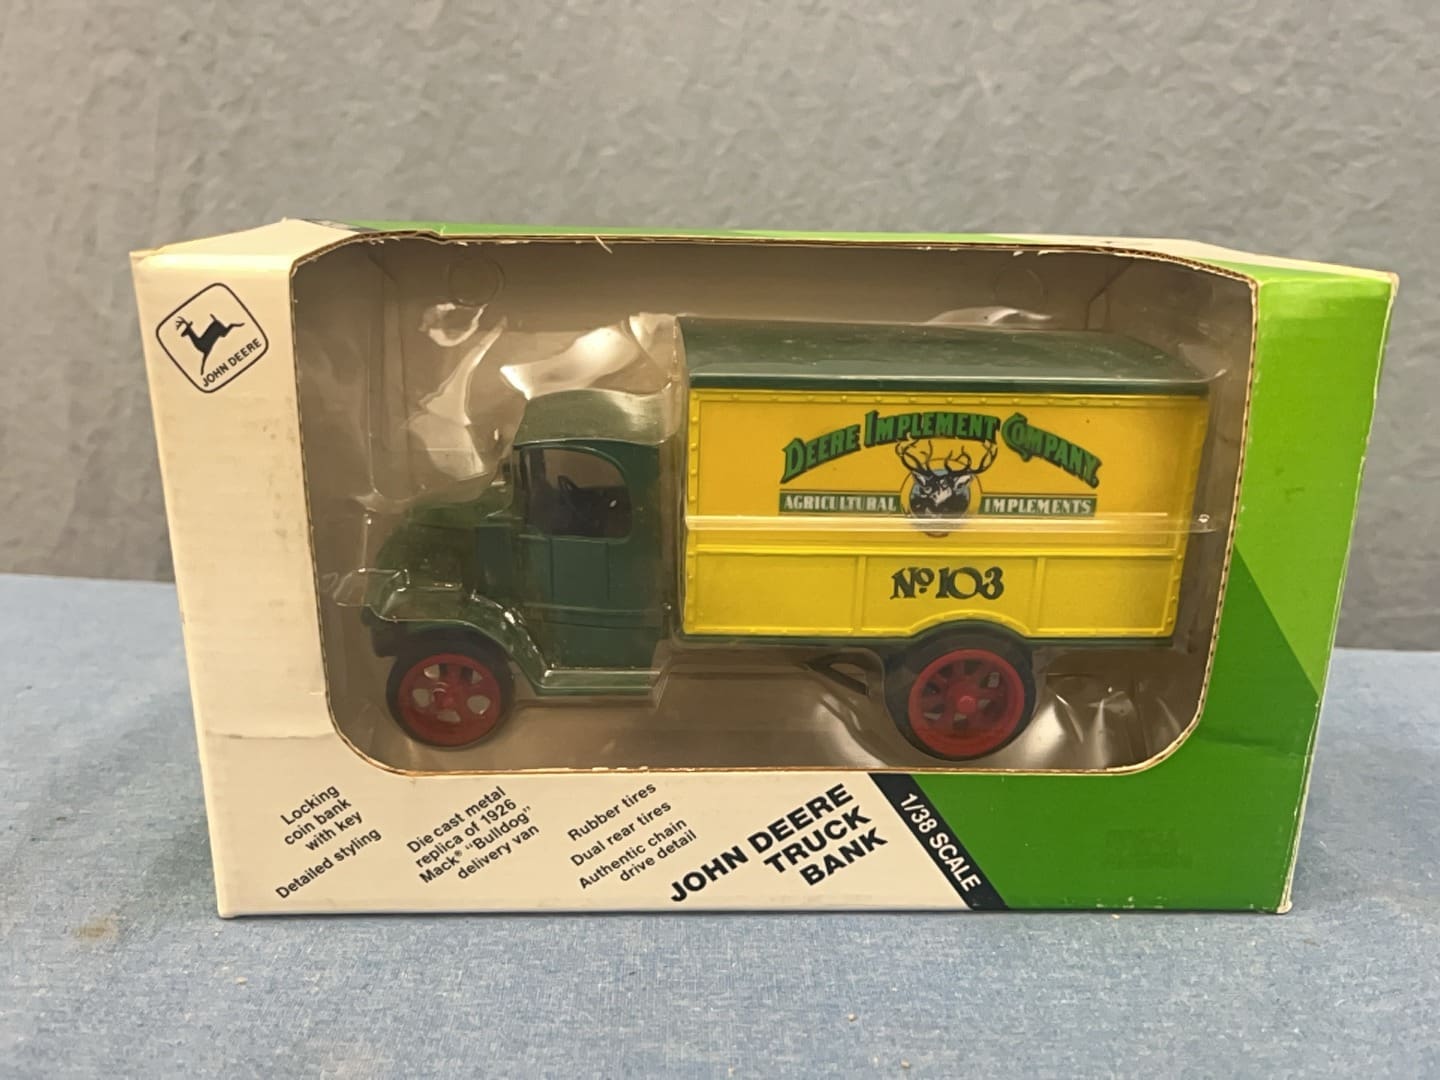 JOHN DEERE
DEERE IMPLEMENT COMPANY.
AGRICULTURAL IMPLEMENTS
No 103
Locking
coin bank
with key
Detailed styling
Die cast metal
replica of 1926
Mack® "Bulldog"
delivery van
Rubber tires
Dual rear tires
Authentic chain
drive detail
JOHN DEERE
TRUCK
BANK
1/38 SCALE